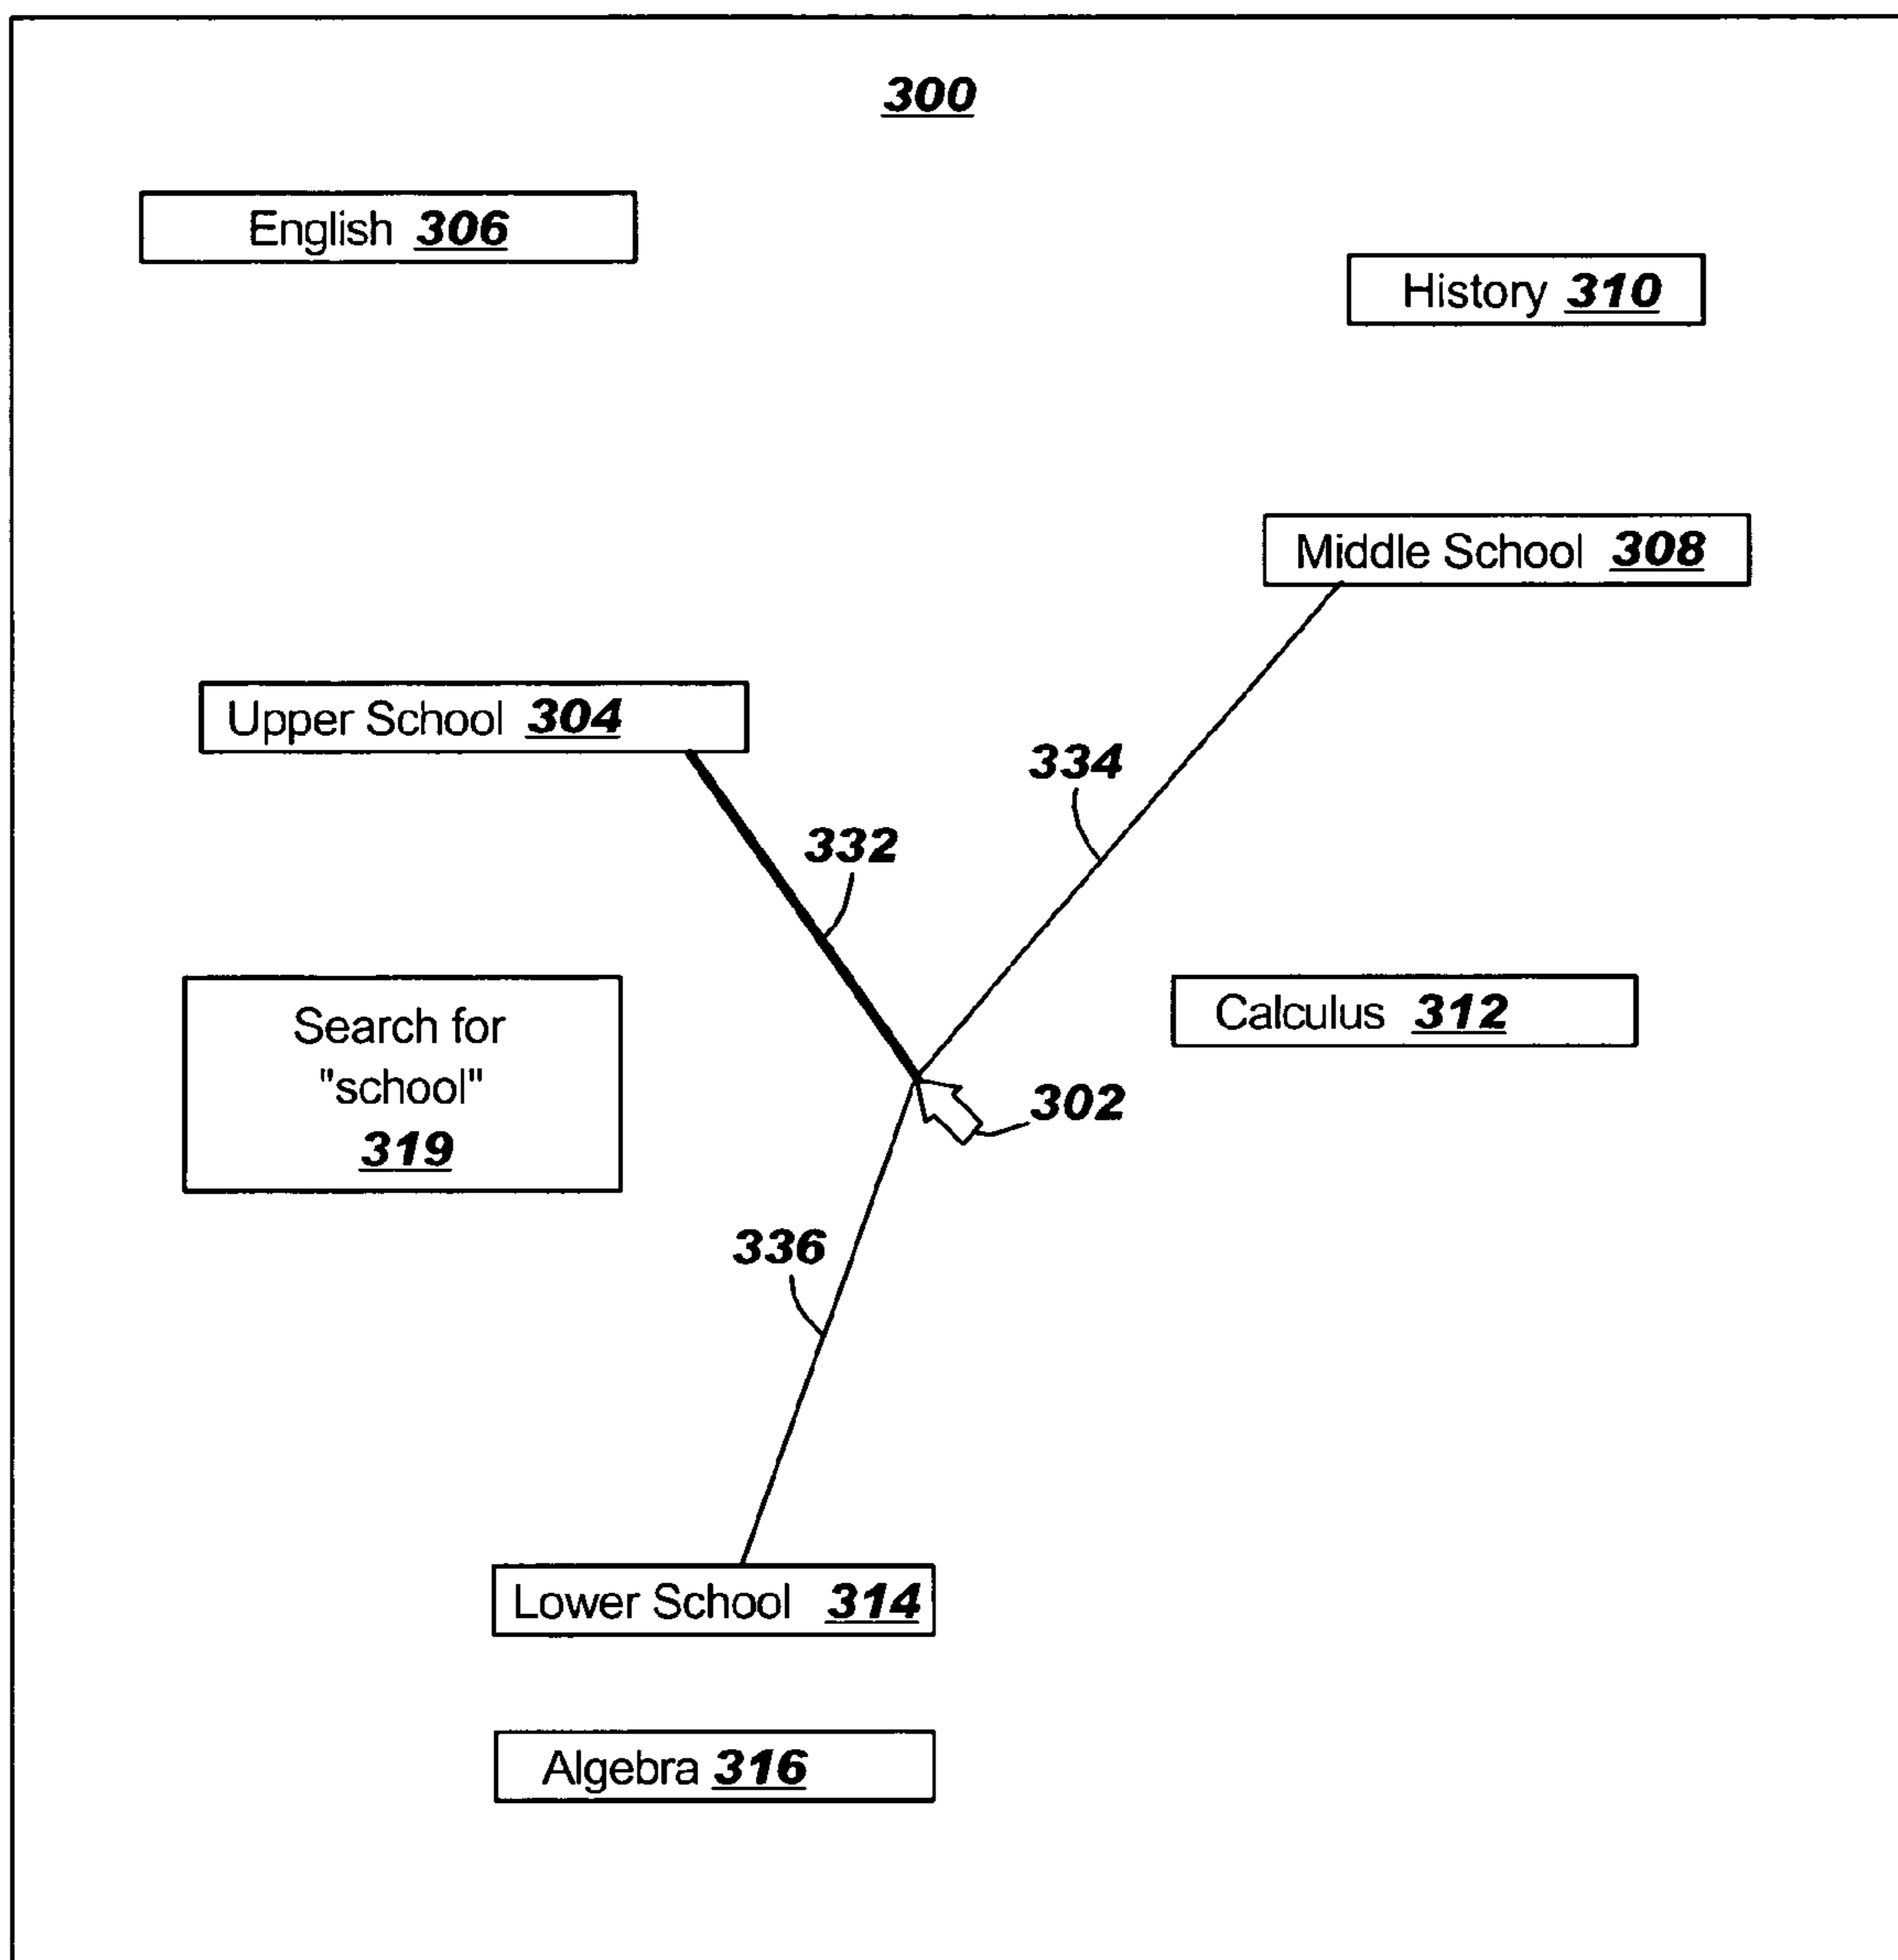 300
English 306
History 310
Middle School 308
Upper School 304
334
332
Search for
"school"
319
Calculus 312
302
336
Lower School 314
Algebra 316